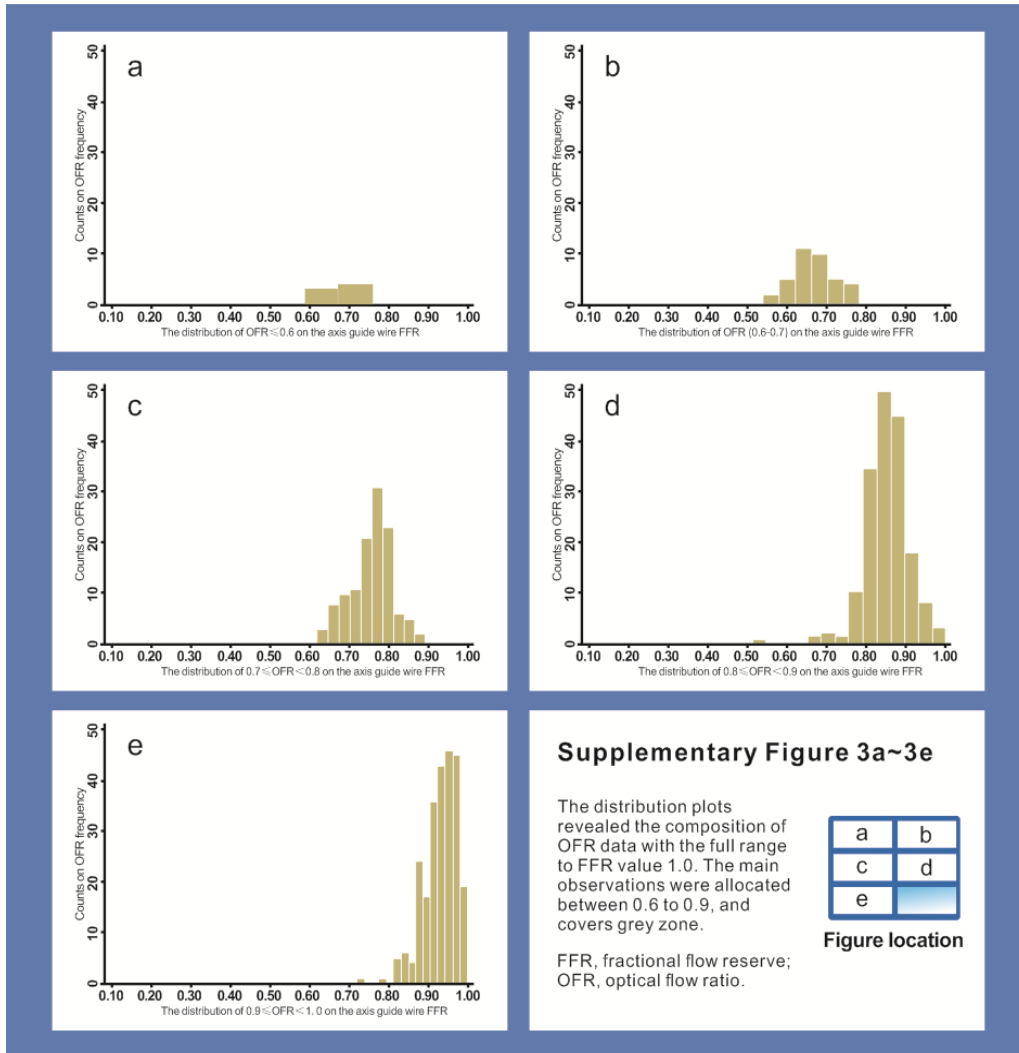 a
Counts on OFR frequency
50
40
30
20
10
0
0.10 0.20 0.30 0.40 0.50 0.60 0.70 0.80 0.90 1.00
The distribution of OFR≤0.6 on the axis guide wire FFR
b
Counts on OFR frequency
50
40
30
20
10
0
0.10 0.20 0.30 0.40 0.50 0.60 0.70 0.80 0.90 1.00
The distribution of OFR (0.6-0.7) on the axis guide wire FFR
c
Counts on OFR frequency
50
40
30
20
10
0
0.10 0.20 0.30 0.40 0.50 0.60 0.70 0.80 0.90 1.00
The distribution of 0.7≤OFR<0.8 on the axis guide wire FFR
d
Counts on OFR frequency
50
40
30
20
10
0
0.10 0.20 0.30 0.40 0.50 0.60 0.70 0.80 0.90 1.00
The distribution of 0.8≤OFR<0.9 on the axis guide wire FFR
e
Counts on OFR frequency
50
40
30
20
10
0
0.10 0.20 0.30 0.40 0.50 0.60 0.70 0.80 0.90 1.00
The distribution of 0.9≤OFR<1. 0 on the axis guide wire FFR
Supplementary Figure 3a~3e
The distribution plots
revealed the composition of
OFR data with the full range
to FFR value 1.0. The main
observations were allocated
between 0.6 to 0.9, and
covers grey zone.
FFR, fractional flow reserve;
OFR, optical flow ratio.
a b
c d
e
Figure location